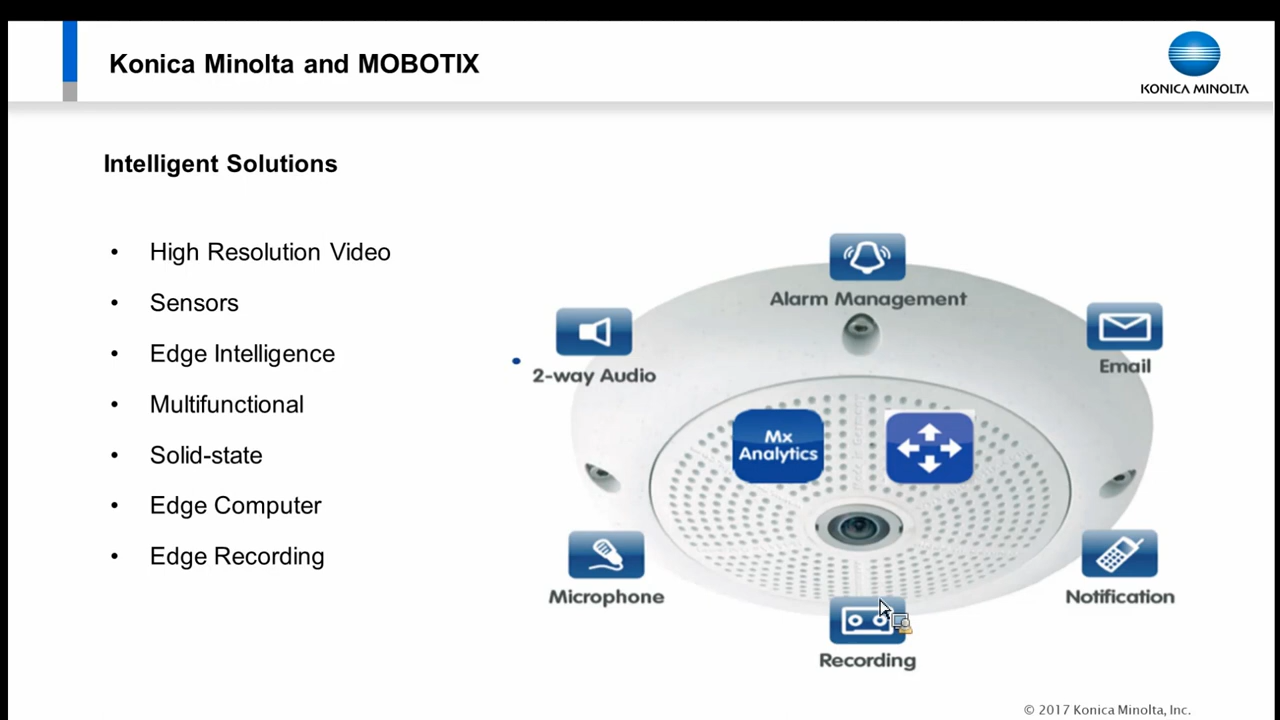 Konica Minolta and MOBOTIX
KONICA MINOLTA
Intelligent Solutions
• High Resolution Video
• Sensors
• Edge Intelligence
• Multifunctional
• Solid-state
• Edge Computer
• Edge Recording
Alarm Management
2-way Audio
Email
Mx
Analytics
Microphone
Notification
Recording
© 2017 Konica Minolta, Inc.